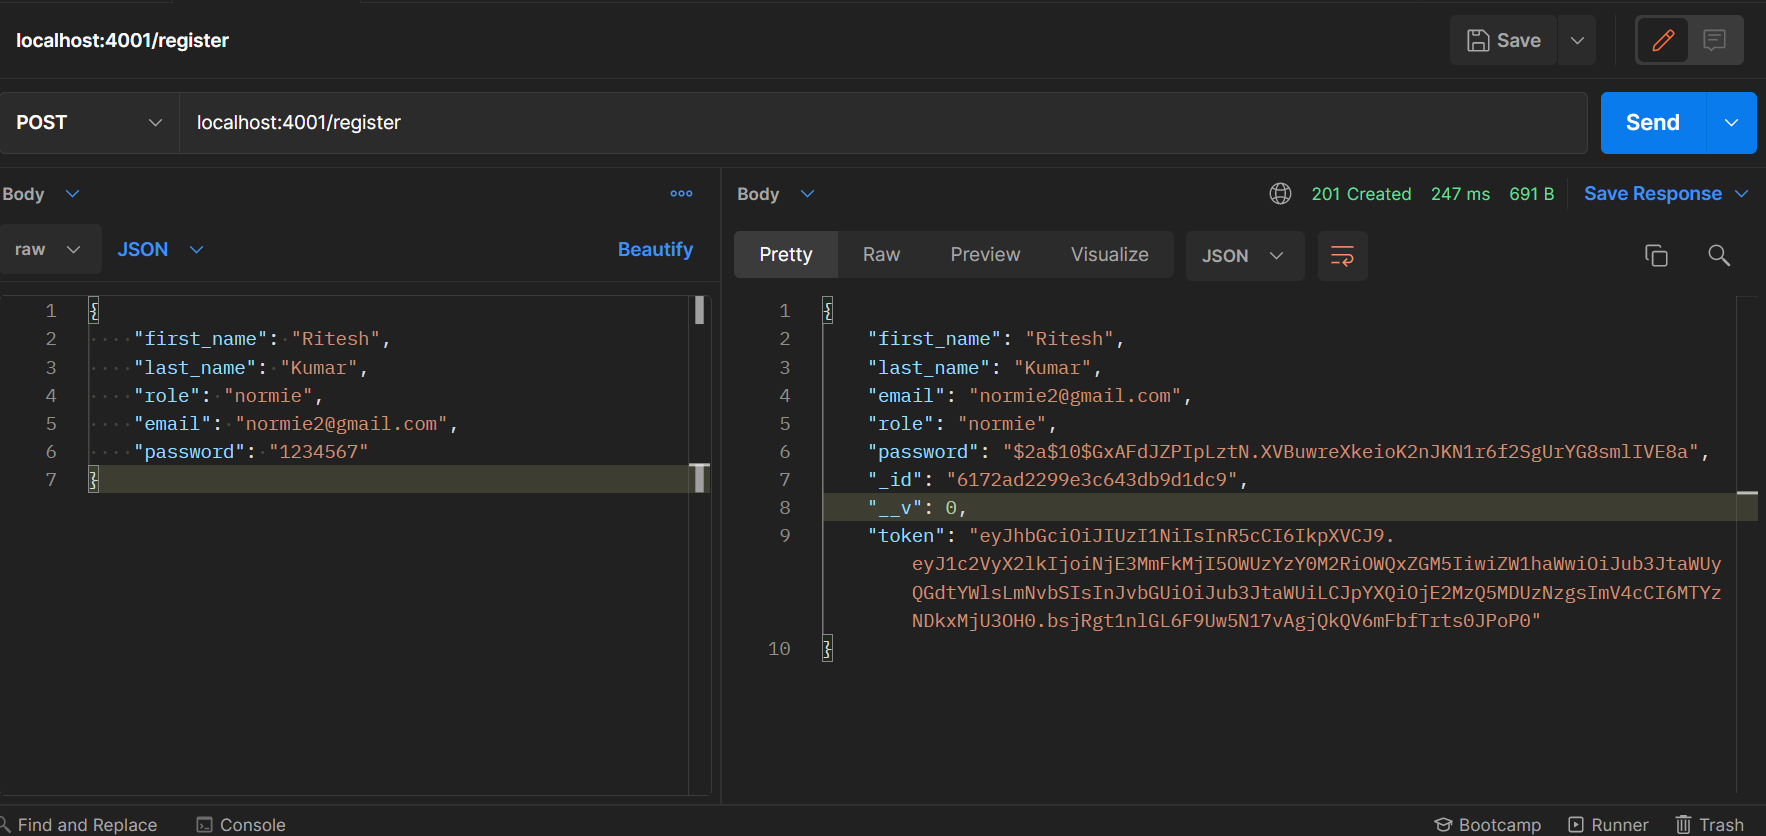 localhost:4001/register
Save
POST
localhost:4001/register
Send
Body
raw
JSON
Beautify
1 {
2 "first_name": "Ritesh",
3 "last_name": "Kumar",
4 "role": "normie",
5 "email": "normie2@gmail.com",
6 "password": "1234567"
7 }
Body
201 Created 247 ms 691 B Save Response
Pretty Raw Preview Visualize JSON
1 {
2 "first_name": "Ritesh",
3 "last_name": "Kumar",
4 "email": "normie2@gmail.com",
5 "role": "normie",
6 "password": "$2a$10$GxAFdJZPIpLztN.XVBuwreXkeioK2nJKN1r6f2SgUrYG8smlIVE8a",
7 "_id": "6172ad2299e3c643db9d1dc9",
8 "__v": 0,
9 "token": "eyJhbGciOiJIUzI1NiIsInR5cCI6IkpXVCJ9.
eyJ1c2VyX2lkIjoiNjE3MmFkMjI5OWUzYzY0M2RiOWQxZGM5IiwiZW1haWwiOiJub3JtaWUy
QGdtYWlsLmNvbSIsInJvbGUiOiJub3JtaWUiLCJpYXQiOjE2MzQ5MDUzNzgsImV4cCI6MTYz
NDkxMjU3OH0.bsjRgt1nlGL6F9Uw5N17vAgjQkQV6mFbfTrts0JPoP0"
10 }
Find and Replace
Console
Bootcamp
Runner
Trash